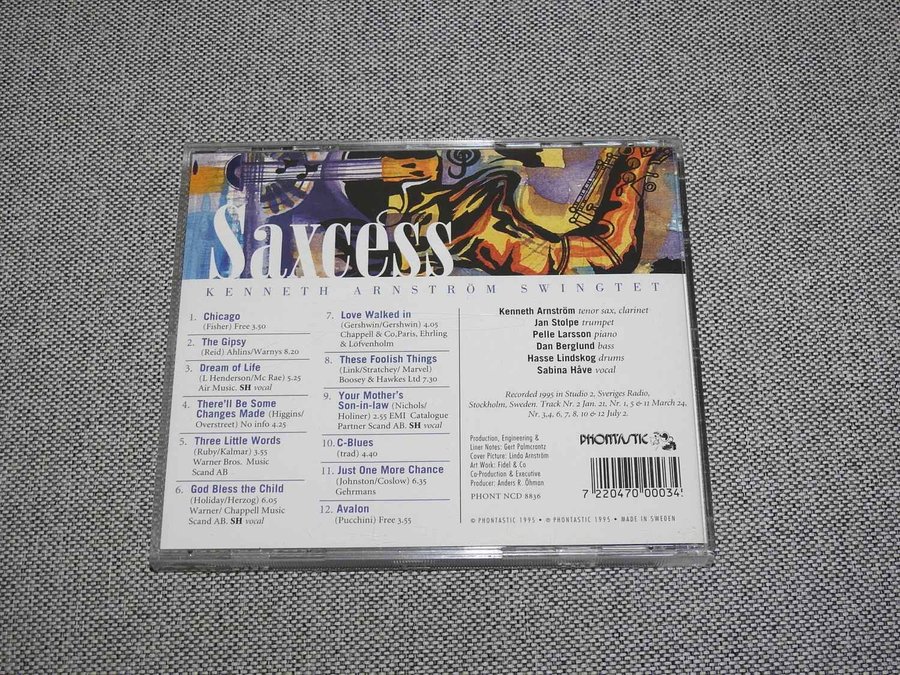 Saxcess
KENNETH ARNSTRÖM SWINGTET
1. Chicago
(Fisher) Free 3.50
2. The Gipsy
(Reid) Ahlins/Warnys 8.20
3. Dream of Life
(L Henderson/Mc Rae) 5.25
Air Music. SH vocal
4. There'll Be Some
Changes Made (Higins/
Overstreet) No info 4.25
5. Three Little Words
(Ruby/Kalmar) 5.35
Warner Bros. Music
Scand AB
6. God Bless the Child
(Holiday/Herzog) 6.05
Warner/ Chappell Music
Scand AB. SH vocal
7. Love Walked in
(Gershwin/Gershwin) 4.05
Chappell & Co,Paris, Ehrling
& Löfvenholm
8. These Foolish Things
(Link/Stratchey/ Marvel)
Boosey & Hawkes Ltd 7.30
9. Your Mother's
Son-in-law (Nichols/
Holiner) 2.55 EMI Catalogue
Partner Scand AB. SH vocal
10. C-Blues
(trad) 4.40
11. Just One More Chance
(Johnston/Coslow) 6.35
Gehrmans
12. Avalon
(Pucchini) Free 3.55
Kenneth Arnström tenor sax, clarinet
Jan Stolpe trumpet
Pelle Larsson piano
Dan Berglund bass
Hasse Lindskog drums
Sabina Håve vocal
Recorded 1995 in Studio 2, Sveriges Radio,
Stockholm, Sweden. Track Nr. 2 Jan. 21, Nr. 1, 5 & 11 March 24,
Nr. 3,4, 6, 7, 8, 10 & 12 July 2.
Production, Engineering &
Liner Notes: Gert Palmcrantz
Cover Picture: Linda Arnström
Art Work: Fidel & Co
Co-Production & Executive
Producer: Anders R. Öhman
PHONT NCD 8836
PHONTASTIC
7 220470 00034
℗ PHONTASTIC 1995 • ℗ PHONTASTIC 1995 • MADE IN SWEDEN